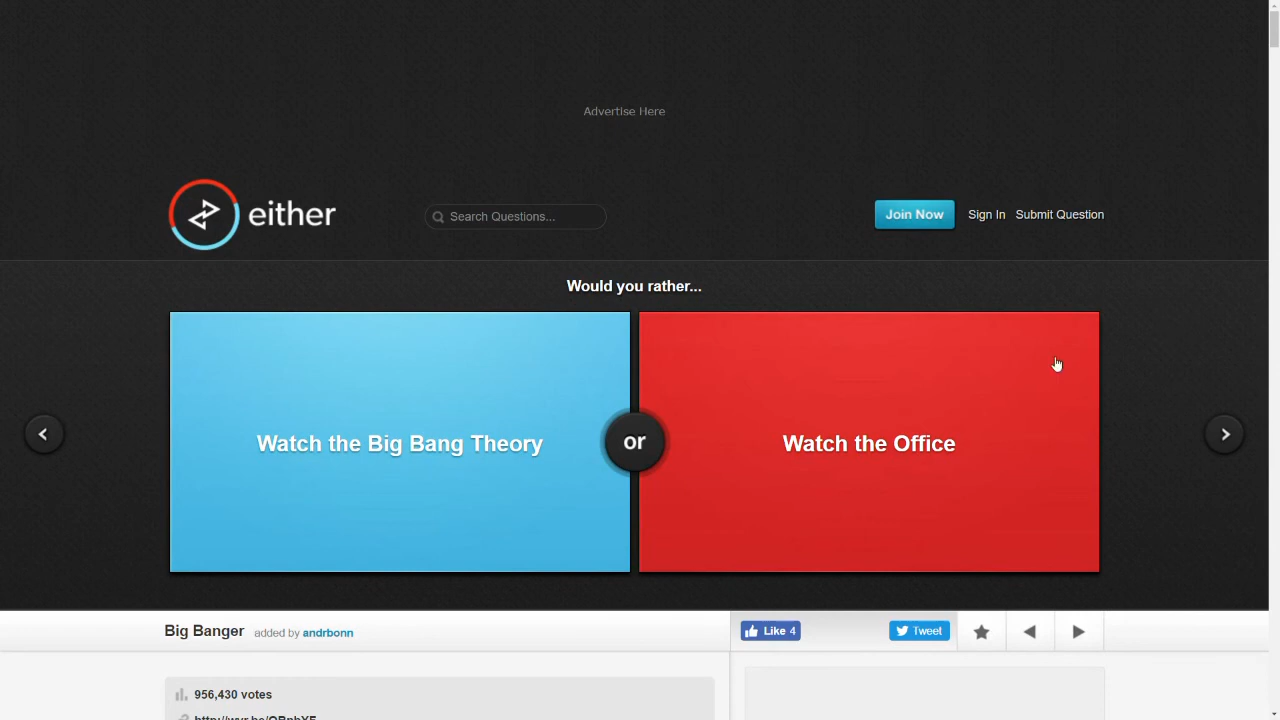 Advertise Here
either
Search Questions...
Join Now
Sign In
Submit Question
Would you rather...
Watch the Big Bang Theory
or
Watch the Office
Big Banger
added by andrbonn
Like 4
Tweet
956,430 votes